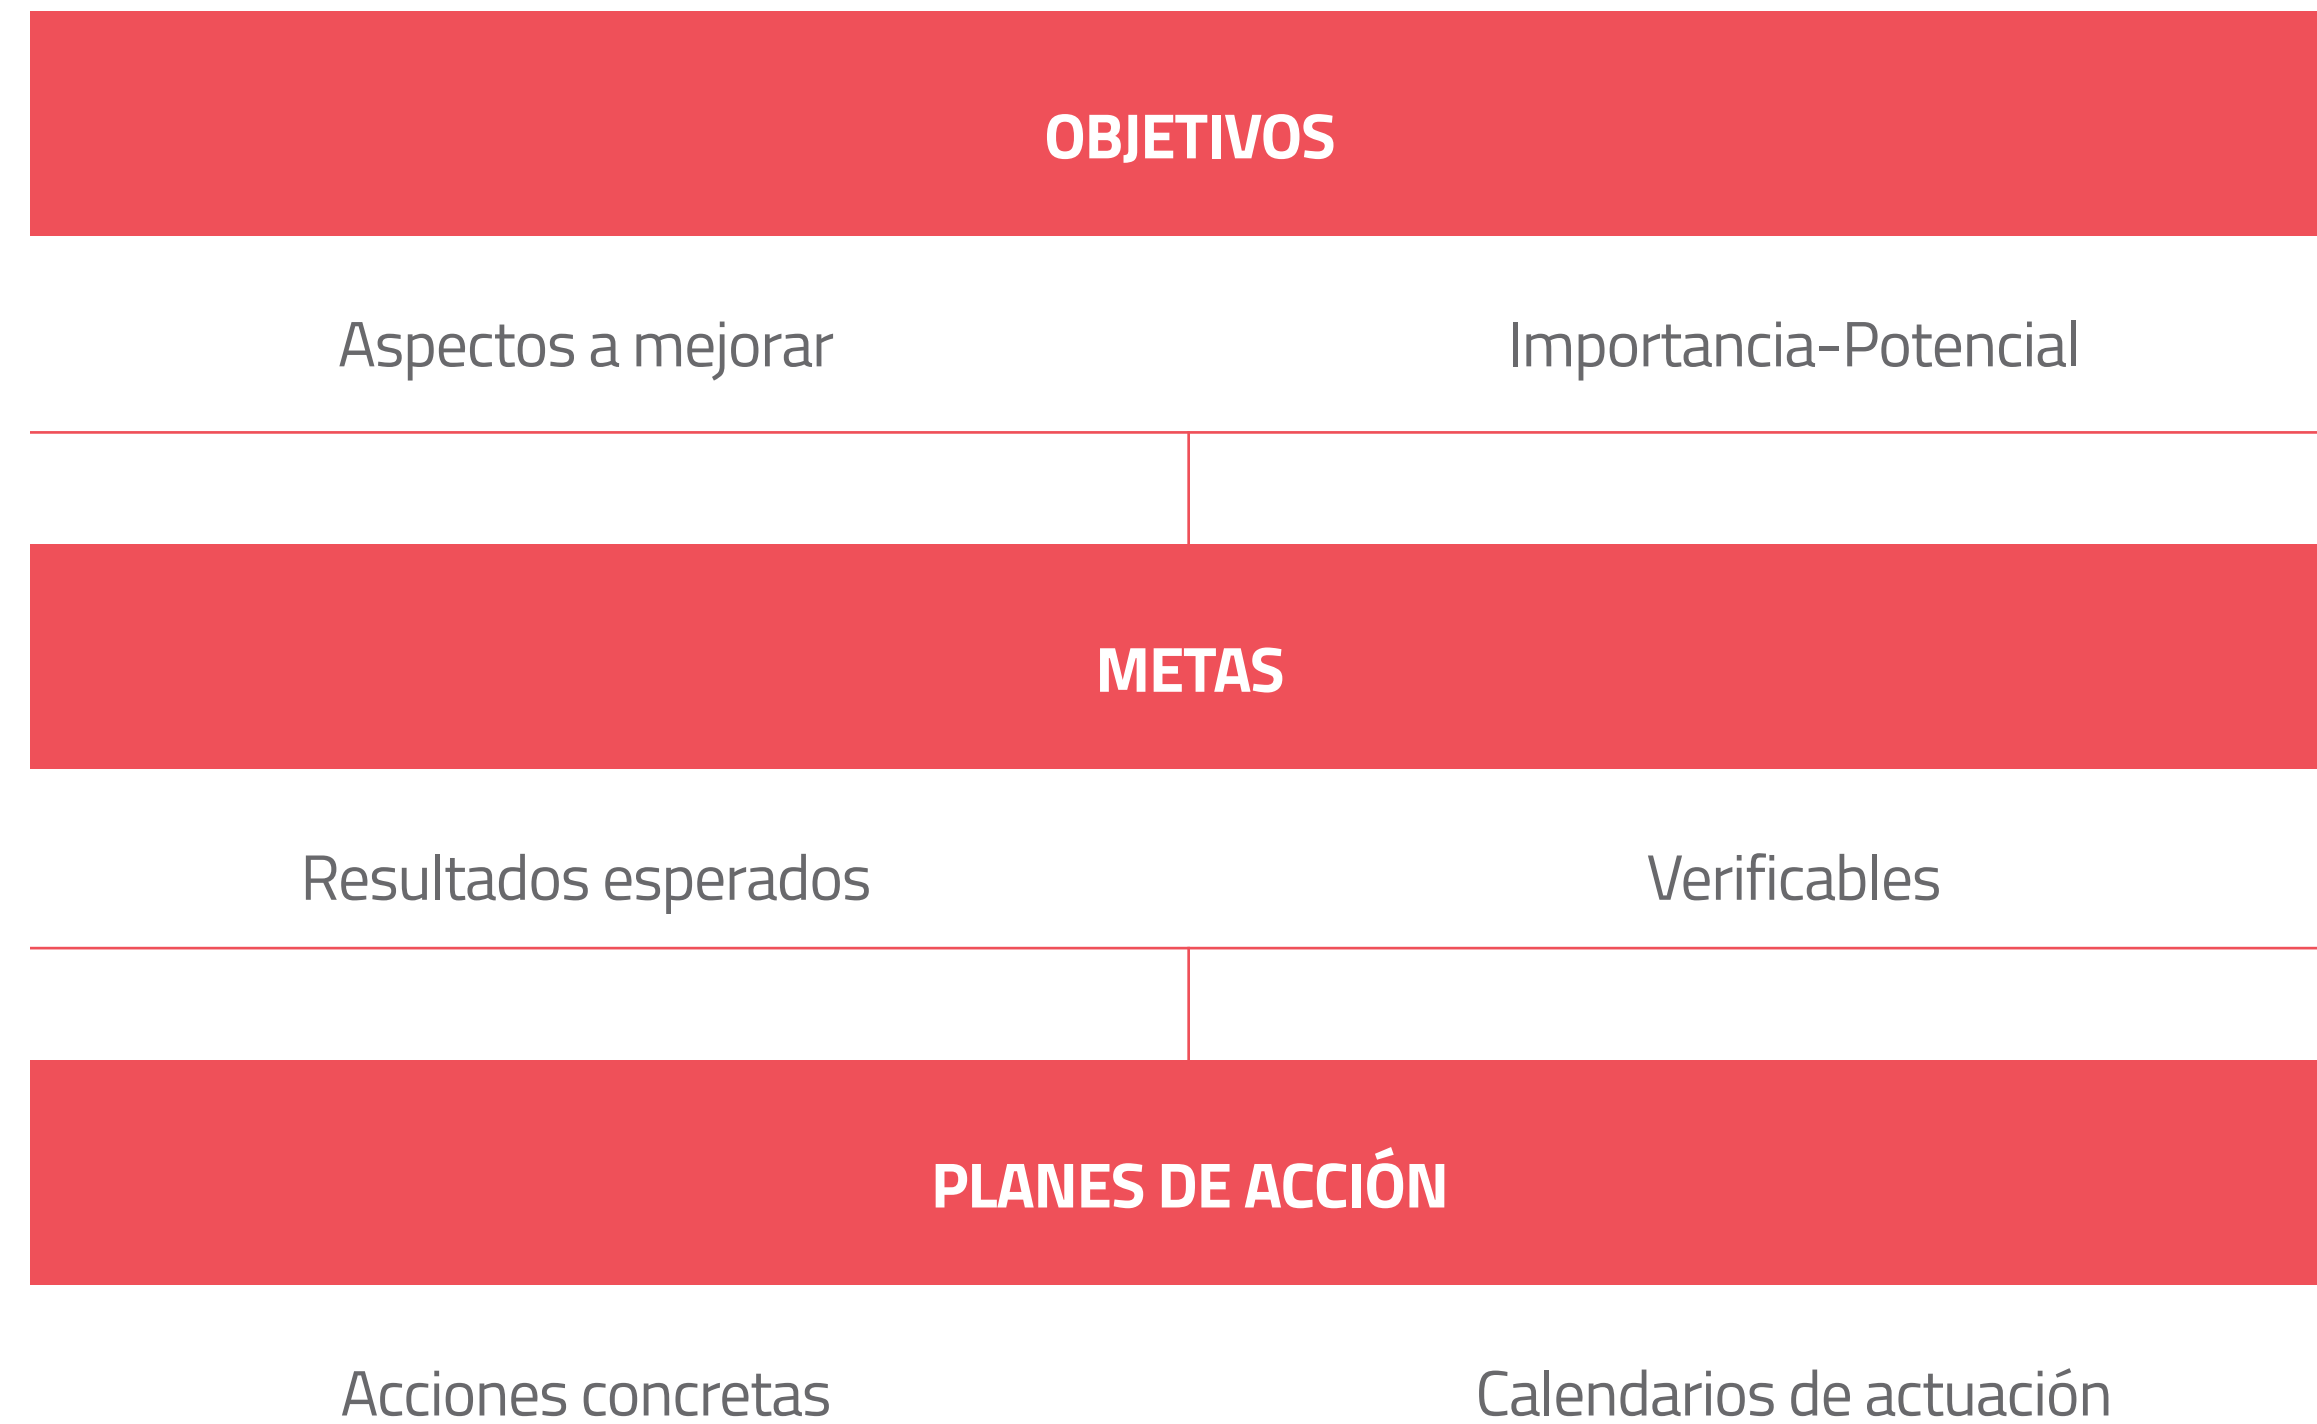 OBJETIVOS
Aspectos a mejorar Importancia-Potencial
METAS
Resultados esperados Verificables
PLANES DE ACCIÓN
Acciones concretas Calendarios de actuación